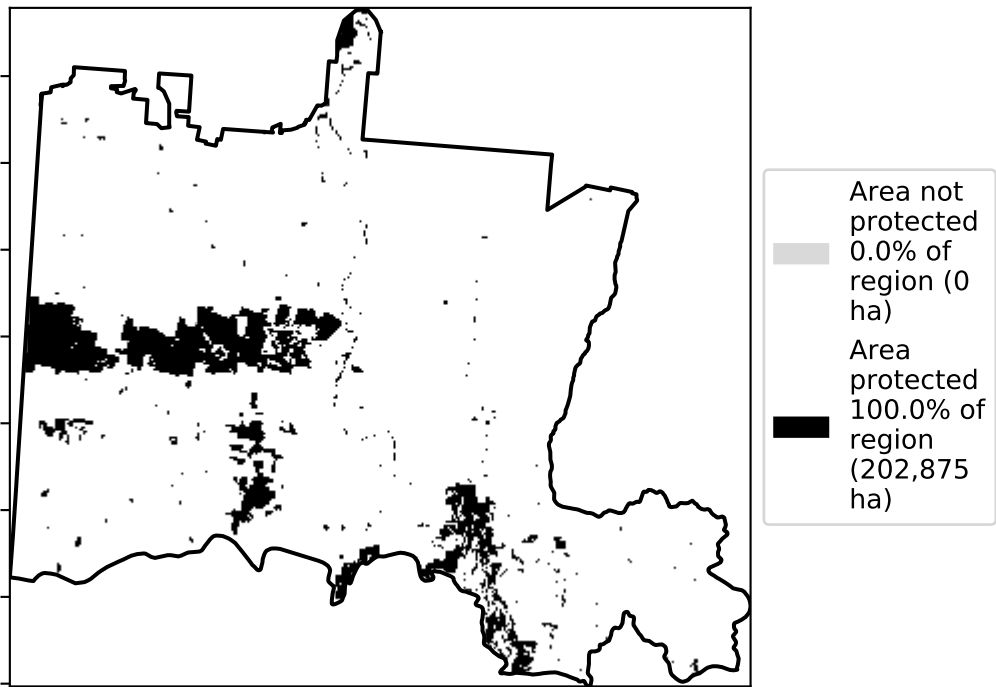 Area not
protected
0.0% of
region (0
ha)
Area
protected
100.0% of
region
(202,875
ha)